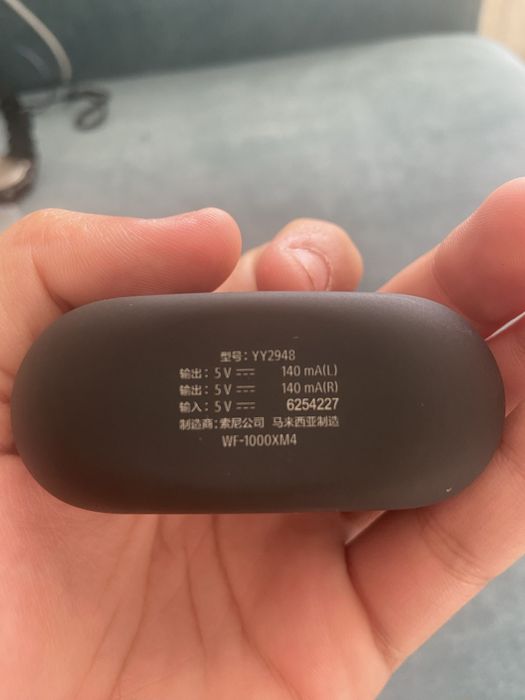 型号: YY2948
输出: 5 V ⎓ 140 mA(L)
输出: 5 V ⎓ 140 mA(R)
输入: 5 V ⎓ 6254227
制造商: 索尼公司 马来西亚制造
WF-1000XM4